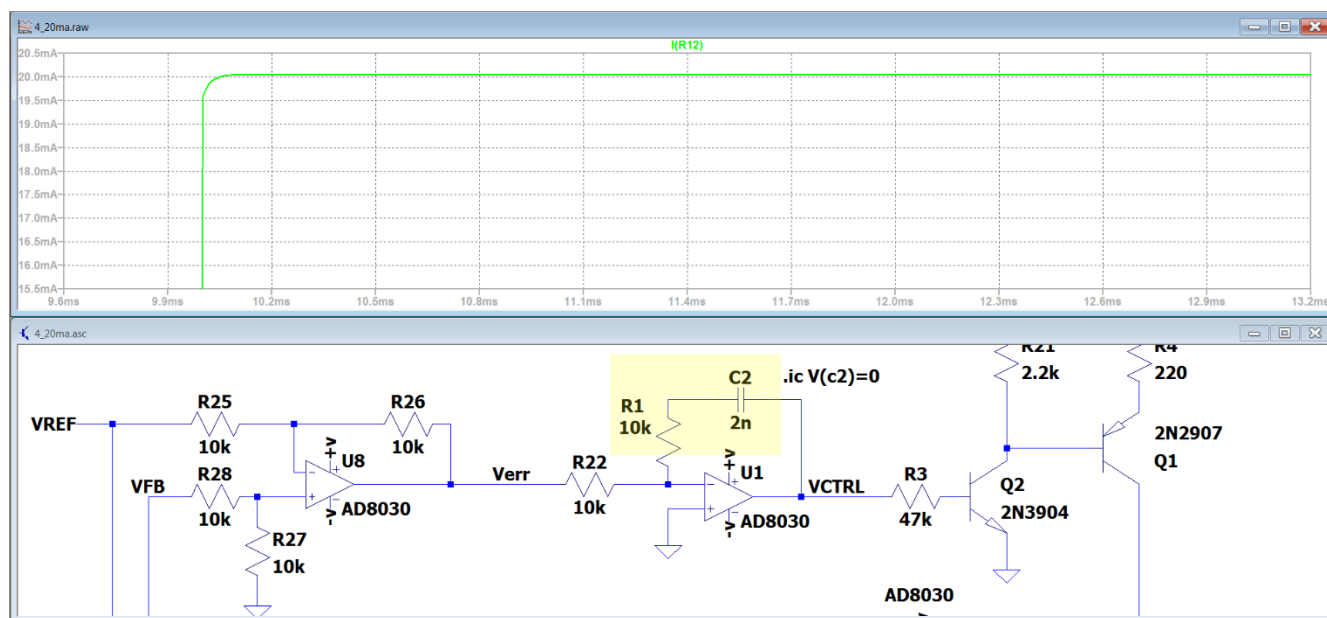 4_20ma.raw
I(R12)
20.5mA
20.0mA
19.5mA
19.0mA
18.5mA
18.0mA
17.5mA
17.0mA
16.5mA
16.0mA
15.5mA
9.6ms 9.9ms 10.2ms 10.5ms 10.8ms 11.1ms 11.4ms 11.7ms 12.0ms 12.3ms 12.6ms 12.9ms 13.2ms
4_20ma.asc
R21
2.2k
R4
220
C2
2n
.ic V(c2)=0
R1
10k
R25
10k
R26
10k
VREF
2N2907
Q1
+v
U8
+v
U1
R28
10k
VFB
Verr
R22
10k
VCTRL
R3
47k
Q2
2N3904
-
+
+
-
-v
AD8030
-
+
+
-
-v
AD8030
R27
10k
AD8030